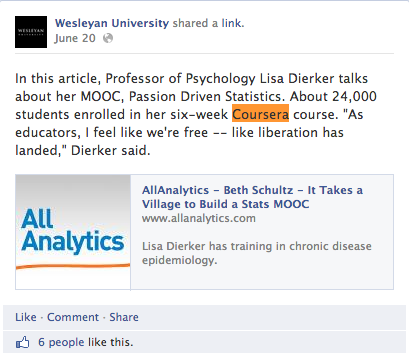 WESLEYAN
UNIVERSITY
Wesleyan University shared a link.
June 20
In this article, Professor of Psychology Lisa Dierker talks
about her MOOC, Passion Driven Statistics. About 24,000
students enrolled in her six-week Coursera course. "As
educators, I feel like we're free -- like liberation has
landed," Dierker said.
All
Analytics
AllAnalytics - Beth Schultz - It Takes a
Village to Build a Stats MOOC
www.allanalytics.com
Lisa Dierker has training in chronic disease
epidemiology.
Like · Comment · Share
6 people like this.